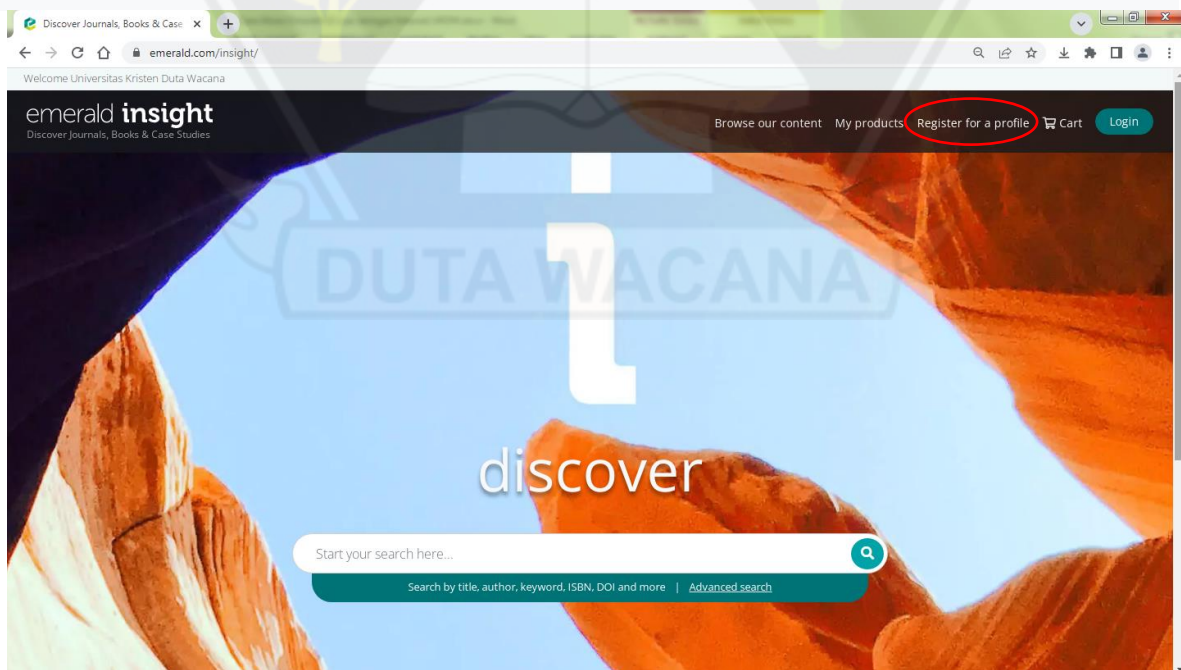 Discover Journals, Books & Case
emerald.com/insight/
Welcome Universitas Kristen Duta Wacana
emerald insight
Discover Journals, Books & Case Studies
Browse our content My products Register for a profile Cart Login
DUTA WACANA
discover
Start your search here...
Search by title, author, keyword, ISBN, DOI and more | Advanced search